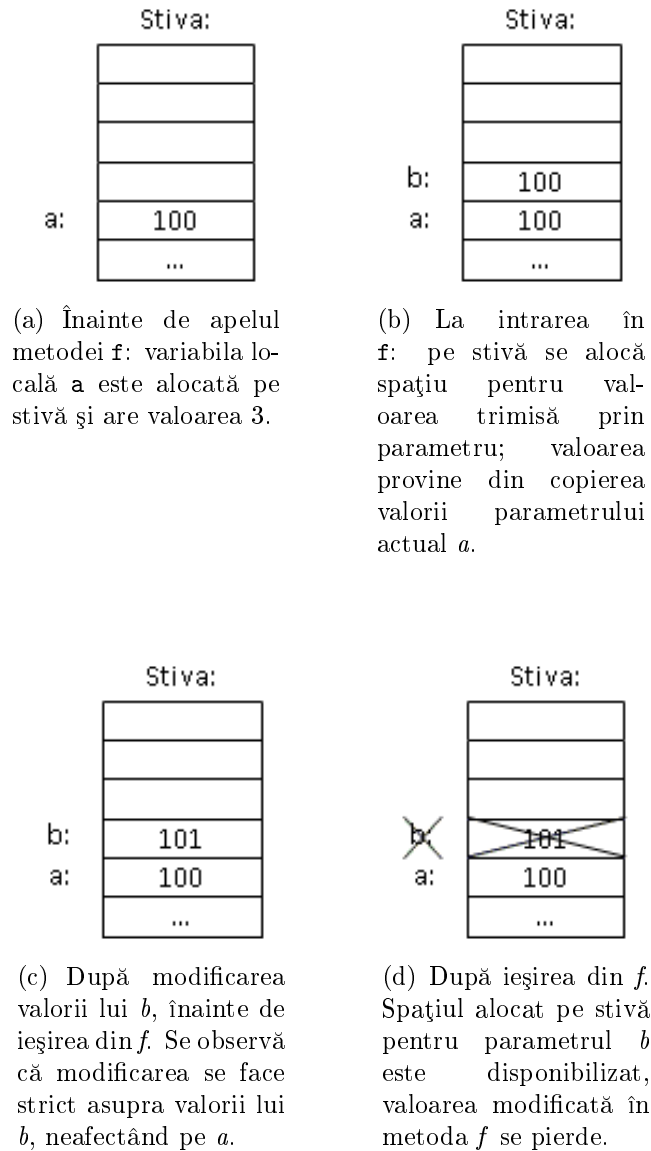 Stiva:
a:
100
...
(a) Înainte de apelul
metodei f: variabila lo-
cală a este alocată pe
stivă şi are valoarea 3.
Stiva:
b:
100
a:
100
...
(b) La intrarea în
f: pe stivă se alocă
spaţiu pentru val-
oarea trimisă prin
parametru; valoarea
provine din copierea
valorii parametrului
actual a.
Stiva:
b:
101
a:
100
...
(c) După modificarea
valorii lui b, înainte de
ieşirea din f. Se observă
că modificarea se face
strict asupra valorii lui
b, neafectând pe a.
Stiva:
b:
101
a:
100
...
(d) După ieşirea din f.
Spaţiul alocat pe stivă
pentru parametrul b
este disponibilizat,
valoarea modificată în
metoda f se pierde.